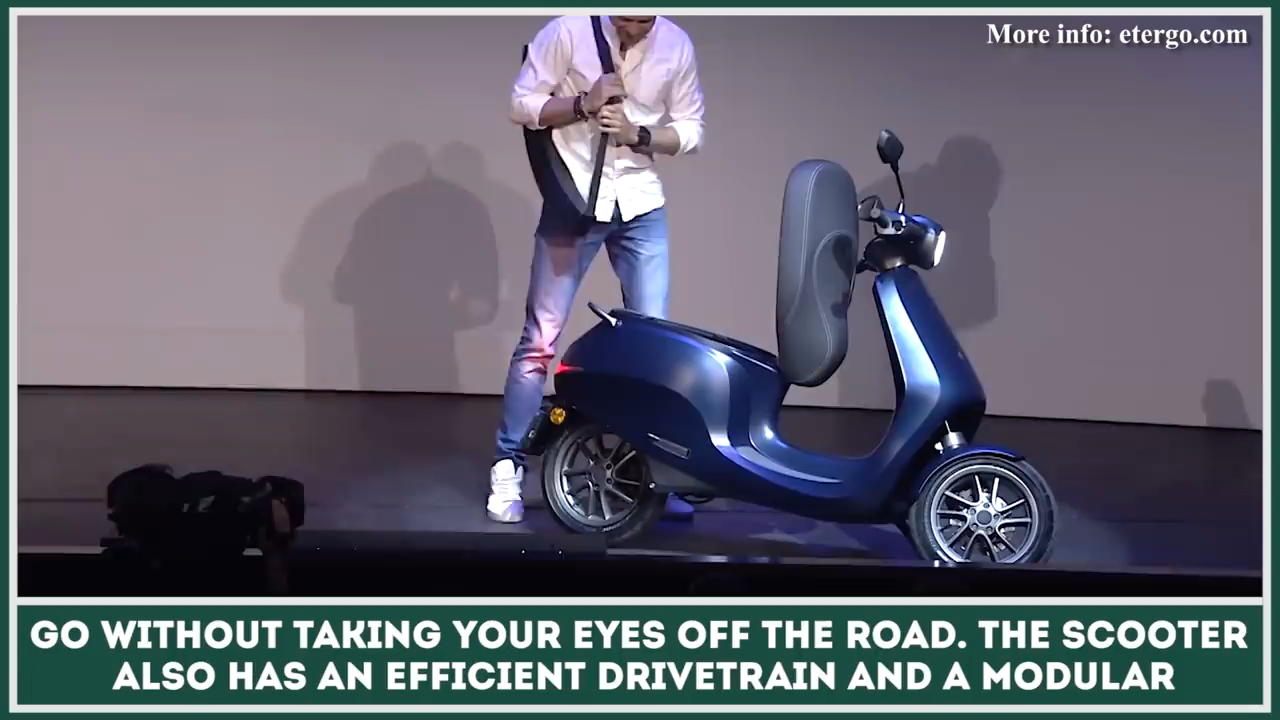 More info: etergo.com
GO WITHOUT TAKING YOUR EYES OFF THE ROAD. THE SCOOTER
ALSO HAS AN EFFICIENT DRIVETRAIN AND A MODULAR